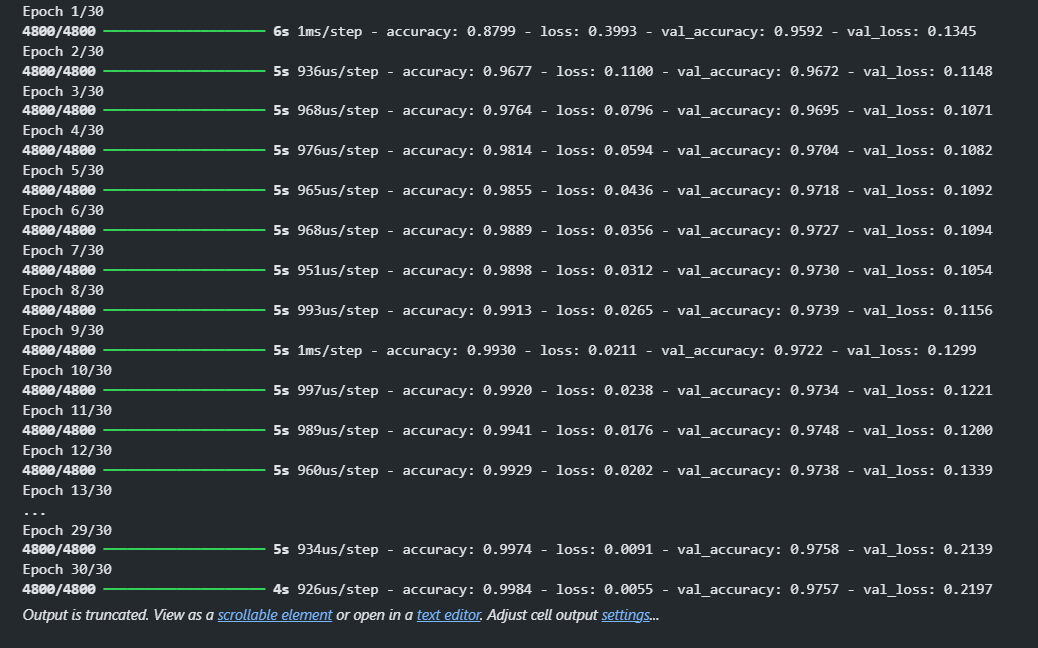 Epoch 1/30
4800/4800 6s 1ms/step - accuracy: 0.8799 - loss: 0.3993 - val_accuracy: 0.9592 - val_loss: 0.1345
Epoch 2/30
4800/4800 5s 936us/step - accuracy: 0.9677 - loss: 0.1100 - val_accuracy: 0.9672 - val_loss: 0.1148
Epoch 3/30
4800/4800 5s 968us/step - accuracy: 0.9764 - loss: 0.0796 - val_accuracy: 0.9695 - val_loss: 0.1071
Epoch 4/30
4800/4800 5s 976us/step - accuracy: 0.9814 - loss: 0.0594 - val_accuracy: 0.9704 - val_loss: 0.1082
Epoch 5/30
4800/4800 5s 965us/step - accuracy: 0.9855 - loss: 0.0436 - val_accuracy: 0.9718 - val_loss: 0.1092
Epoch 6/30
4800/4800 5s 968us/step - accuracy: 0.9889 - loss: 0.0356 - val_accuracy: 0.9727 - val_loss: 0.1094
Epoch 7/30
4800/4800 5s 951us/step - accuracy: 0.9898 - loss: 0.0312 - val_accuracy: 0.9730 - val_loss: 0.1054
Epoch 8/30
4800/4800 5s 993us/step - accuracy: 0.9913 - loss: 0.0265 - val_accuracy: 0.9739 - val_loss: 0.1156
Epoch 9/30
4800/4800 5s 1ms/step - accuracy: 0.9930 - loss: 0.0211 - val_accuracy: 0.9722 - val_loss: 0.1299
Epoch 10/30
4800/4800 5s 997us/step - accuracy: 0.9920 - loss: 0.0238 - val_accuracy: 0.9734 - val_loss: 0.1221
Epoch 11/30
4800/4800 5s 989us/step - accuracy: 0.9941 - loss: 0.0176 - val_accuracy: 0.9748 - val_loss: 0.1200
Epoch 12/30
4800/4800 5s 960us/step - accuracy: 0.9929 - loss: 0.0202 - val_accuracy: 0.9738 - val_loss: 0.1339
Epoch 13/30
...
Epoch 29/30
4800/4800 5s 934us/step - accuracy: 0.9974 - loss: 0.0091 - val_accuracy: 0.9758 - val_loss: 0.2139
Epoch 30/30
4800/4800 4s 926us/step - accuracy: 0.9984 - loss: 0.0055 - val_accuracy: 0.9757 - val_loss: 0.2197
Output is truncated. View as a scrollable element or open in a text editor. Adjust cell output settings...